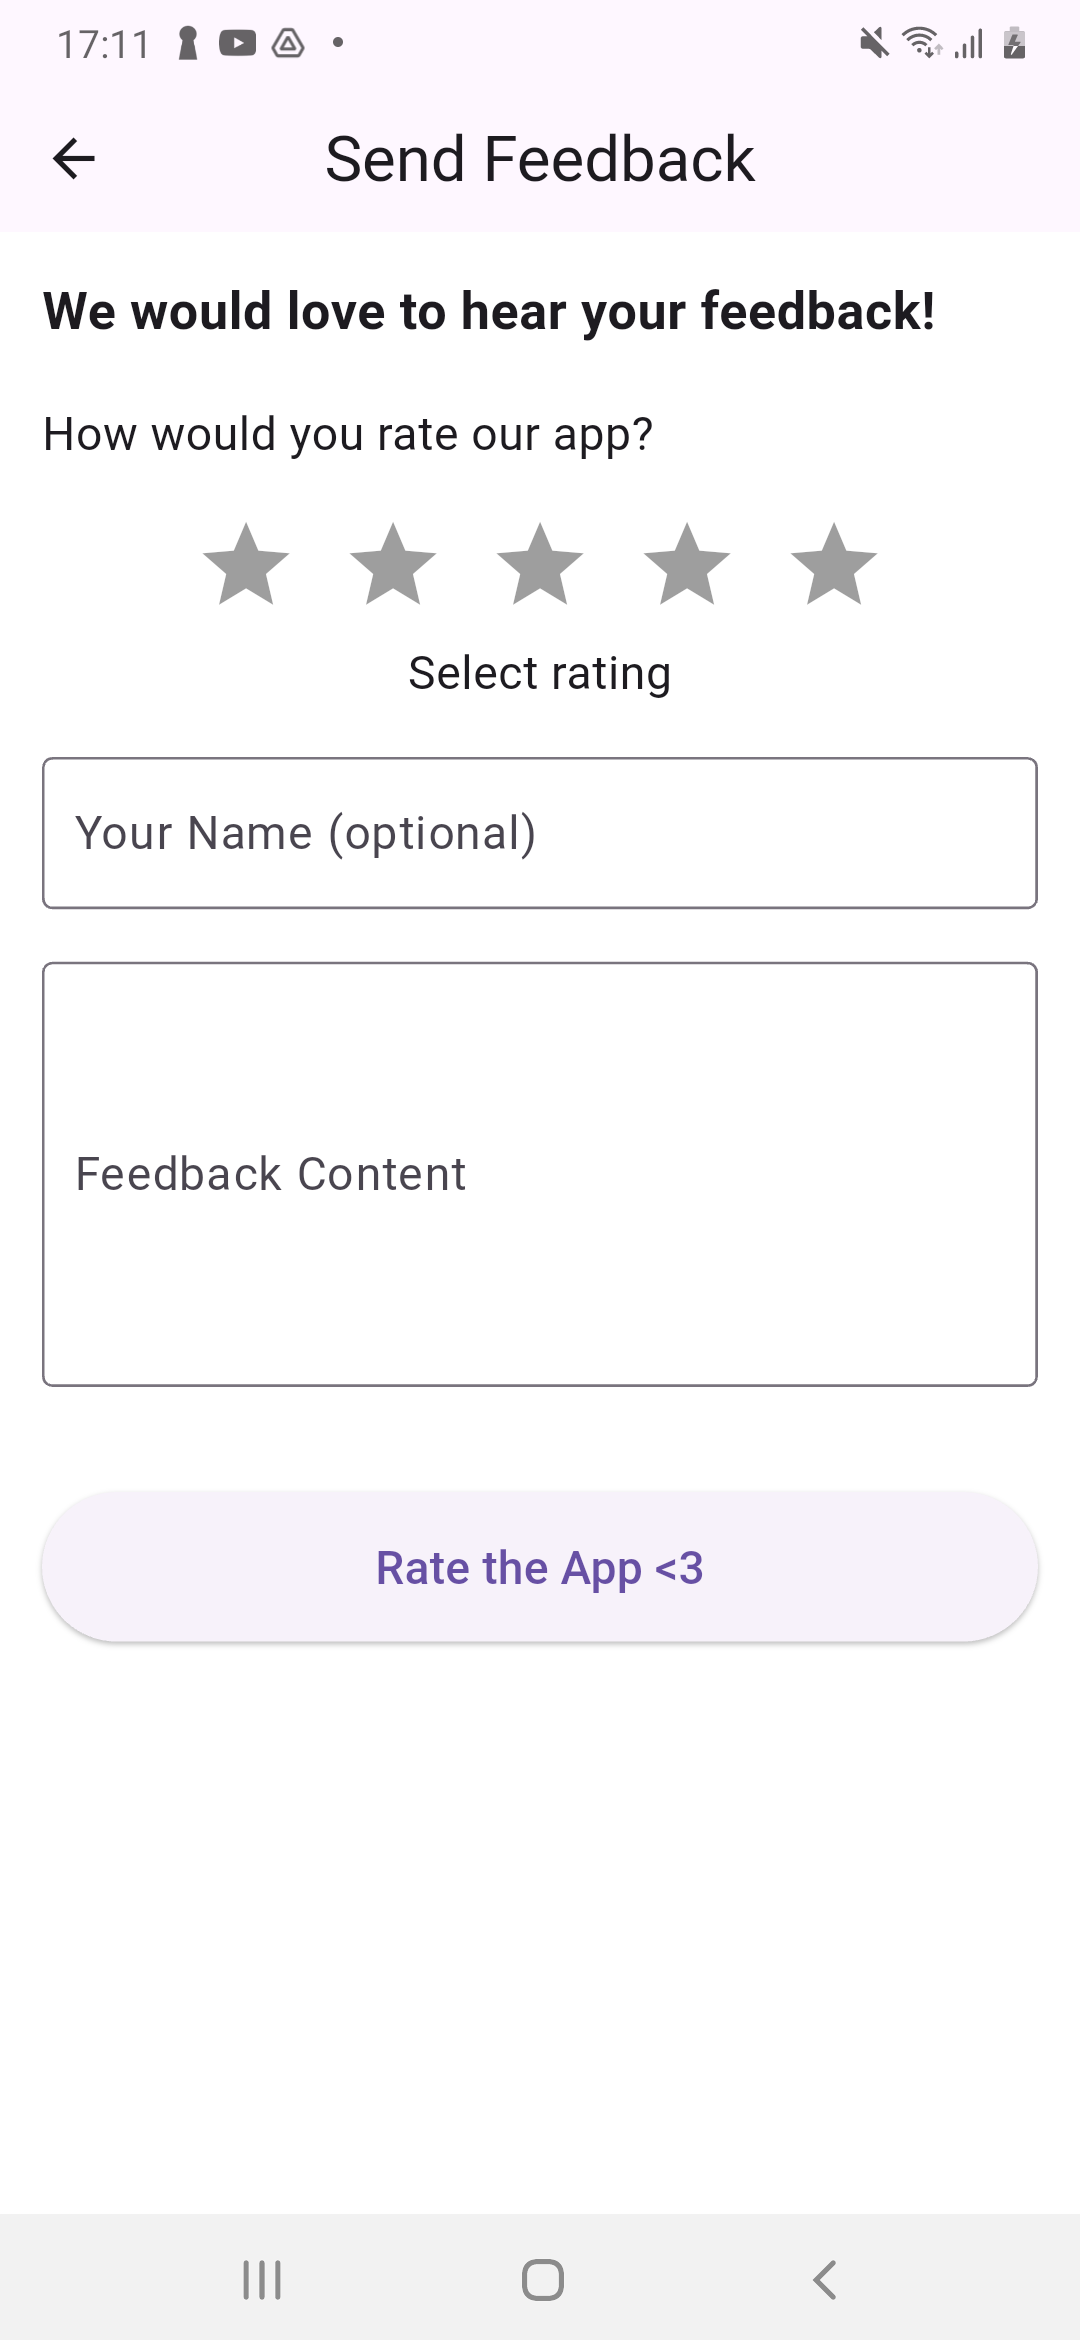 17:11
Send Feedback
We would love to hear your feedback!
How would you rate our app?
Select rating
Your Name (optional)
Feedback Content
Rate the App <3